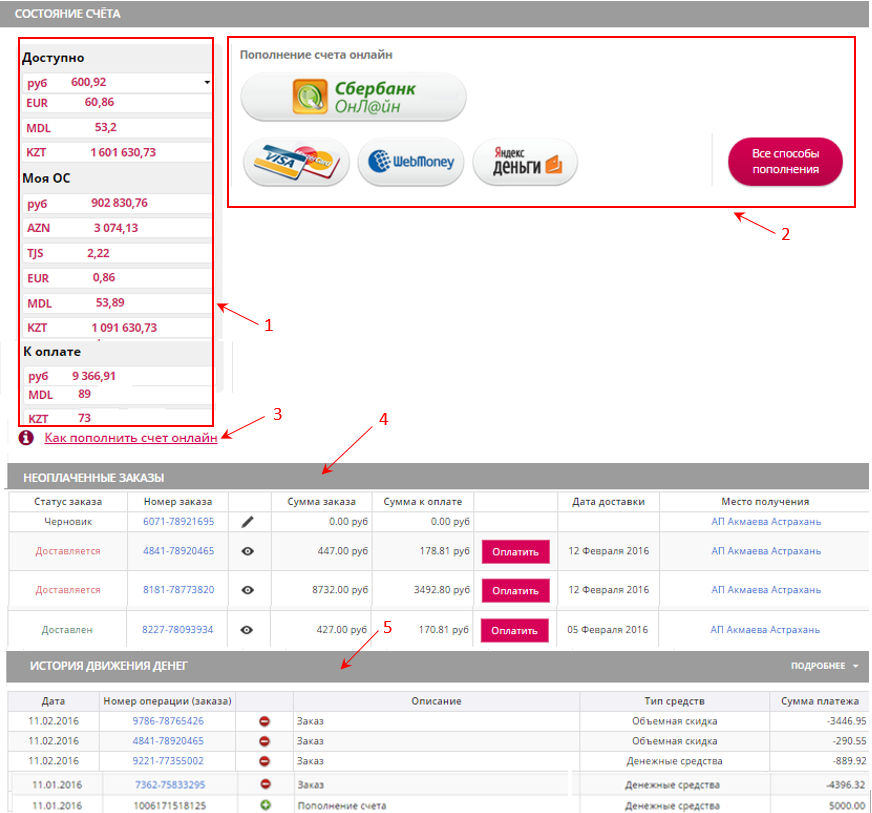 СОСТОЯНИЕ СЧЁТА
Доступно
руб 600,92
EUR 60,86
MDL 53,2
KZT 1 601 630,73
Моя ОС
руб 902 830,76
AZN 3 074,13
TJS 2,22
EUR 0,86
MDL 53,89
KZT 1 091 630,73
К оплате
руб 9 366,91
MDL 89
KZT 73
1
Пополнение счета онлайн
Сбербанк
ОнЛ@йн
VISA MasterCard WebMoney Яндекс
ДЕНЬГИ
Все способы
пополнения
2
Как пополнить счет онлайн
3
4
НЕОПЛАЧЕННЫЕ ЗАКАЗЫ
Статус заказа Номер заказа Сумма заказа Сумма к оплате Дата доставки Место получения
Черновик 6071-78921695 0.00 руб 0.00 руб АП Акмаева Астрахань
Доставляется 4841-78920465 447.00 руб 178.81 руб Оплатить 12 Февраля 2016 АП Акмаева Астрахань
Доставляется 8181-78773820 8732.00 руб 3492.80 руб Оплатить 12 Февраля 2016 АП Акмаева Астрахань
Доставлен 8227-78093934 427.00 руб 170.81 руб Оплатить 05 Февраля 2016 АП Акмаева Астрахань
5
ИСТОРИЯ ДВИЖЕНИЯ ДЕНЕГ ПОДРОБНЕЕ
Дата Номер операции (заказа) Описание Тип средств Сумма платежа
11.02.2016 9786-78765426 Заказ Объемная скидка -3446.95
11.02.2016 4841-78920465 Заказ Объемная скидка -290.55
11.02.2016 9221-77355002 Заказ Денежные средства -889.92
11.01.2016 7362-75833295 Заказ Денежные средства -4396.32
11.01.2016 1006171518125 Пополнение счета Денежные средства 5000.00